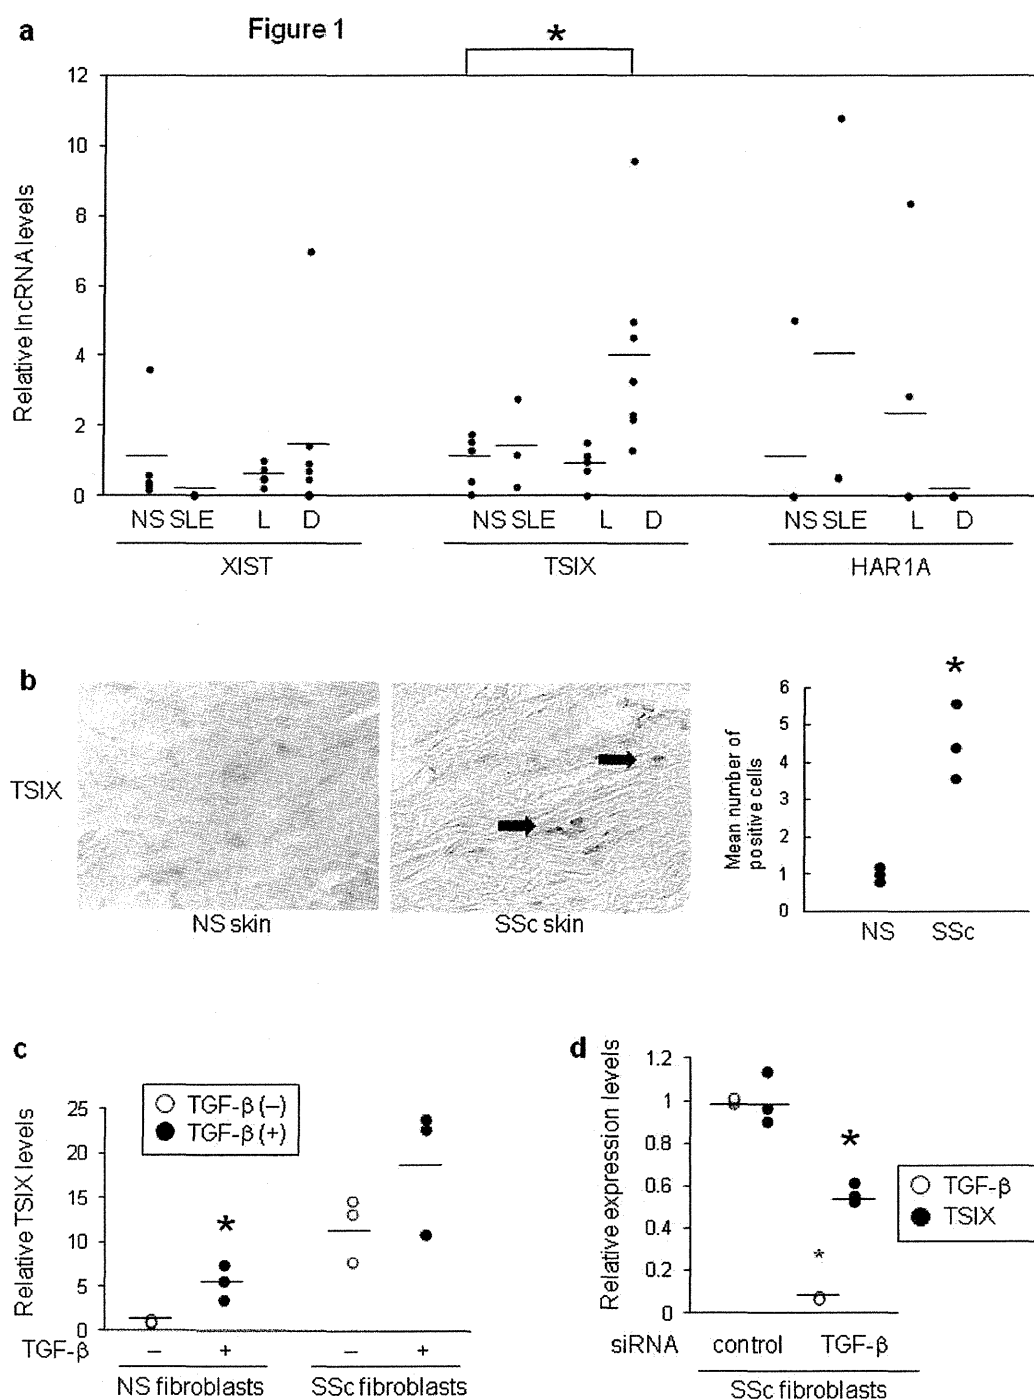 a
Figure 1
*
Relative lncRNA levels
12
10
8
6
4
2
0
NS SLE L D
NS SLE L D
NS SLE L D
XIST TSIX HAR1A
b
TSIX
NS skin
SSc skin
*
Mean number of
positive cells
6
5
4
3
2
1
0
NS SSc
c
TGF-β (–)
TGF-β (+)
Relative TSIX levels
25
20
15
10
5
0
*
TGF-β – + – +
NS fibroblasts SSc fibroblasts
d
Relative expression levels
1.2
1
0.8
0.6
0.4
0.2
0
*
*
TGF-β
TSIX
siRNA control TGF-β
SSc fibroblasts